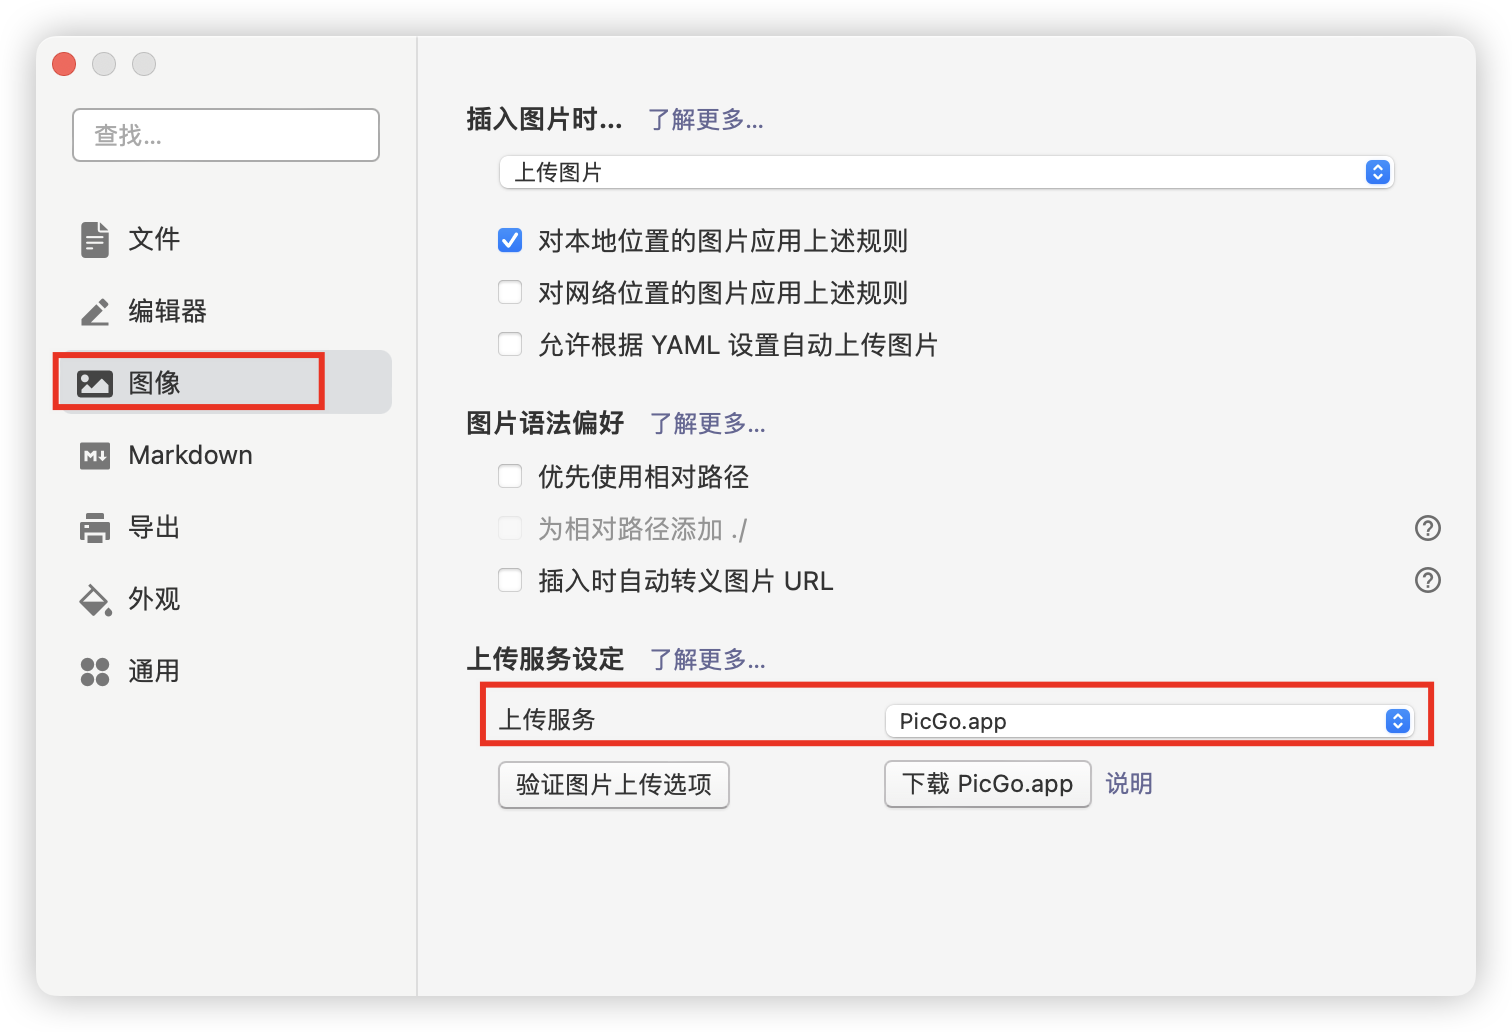 查找...
文件
编辑器
图像
Markdown
导出
外观
通用
插入图片时... 了解更多...
上传图片
对本地位置的图片应用上述规则
对网络位置的图片应用上述规则
允许根据 YAML 设置自动上传图片
图片语法偏好 了解更多...
优先使用相对路径
为相对路径添加 ./
插入时自动转义图片 URL
上传服务设定 了解更多...
上传服务 PicGo.app
验证图片上传选项 下载 PicGo.app 说明